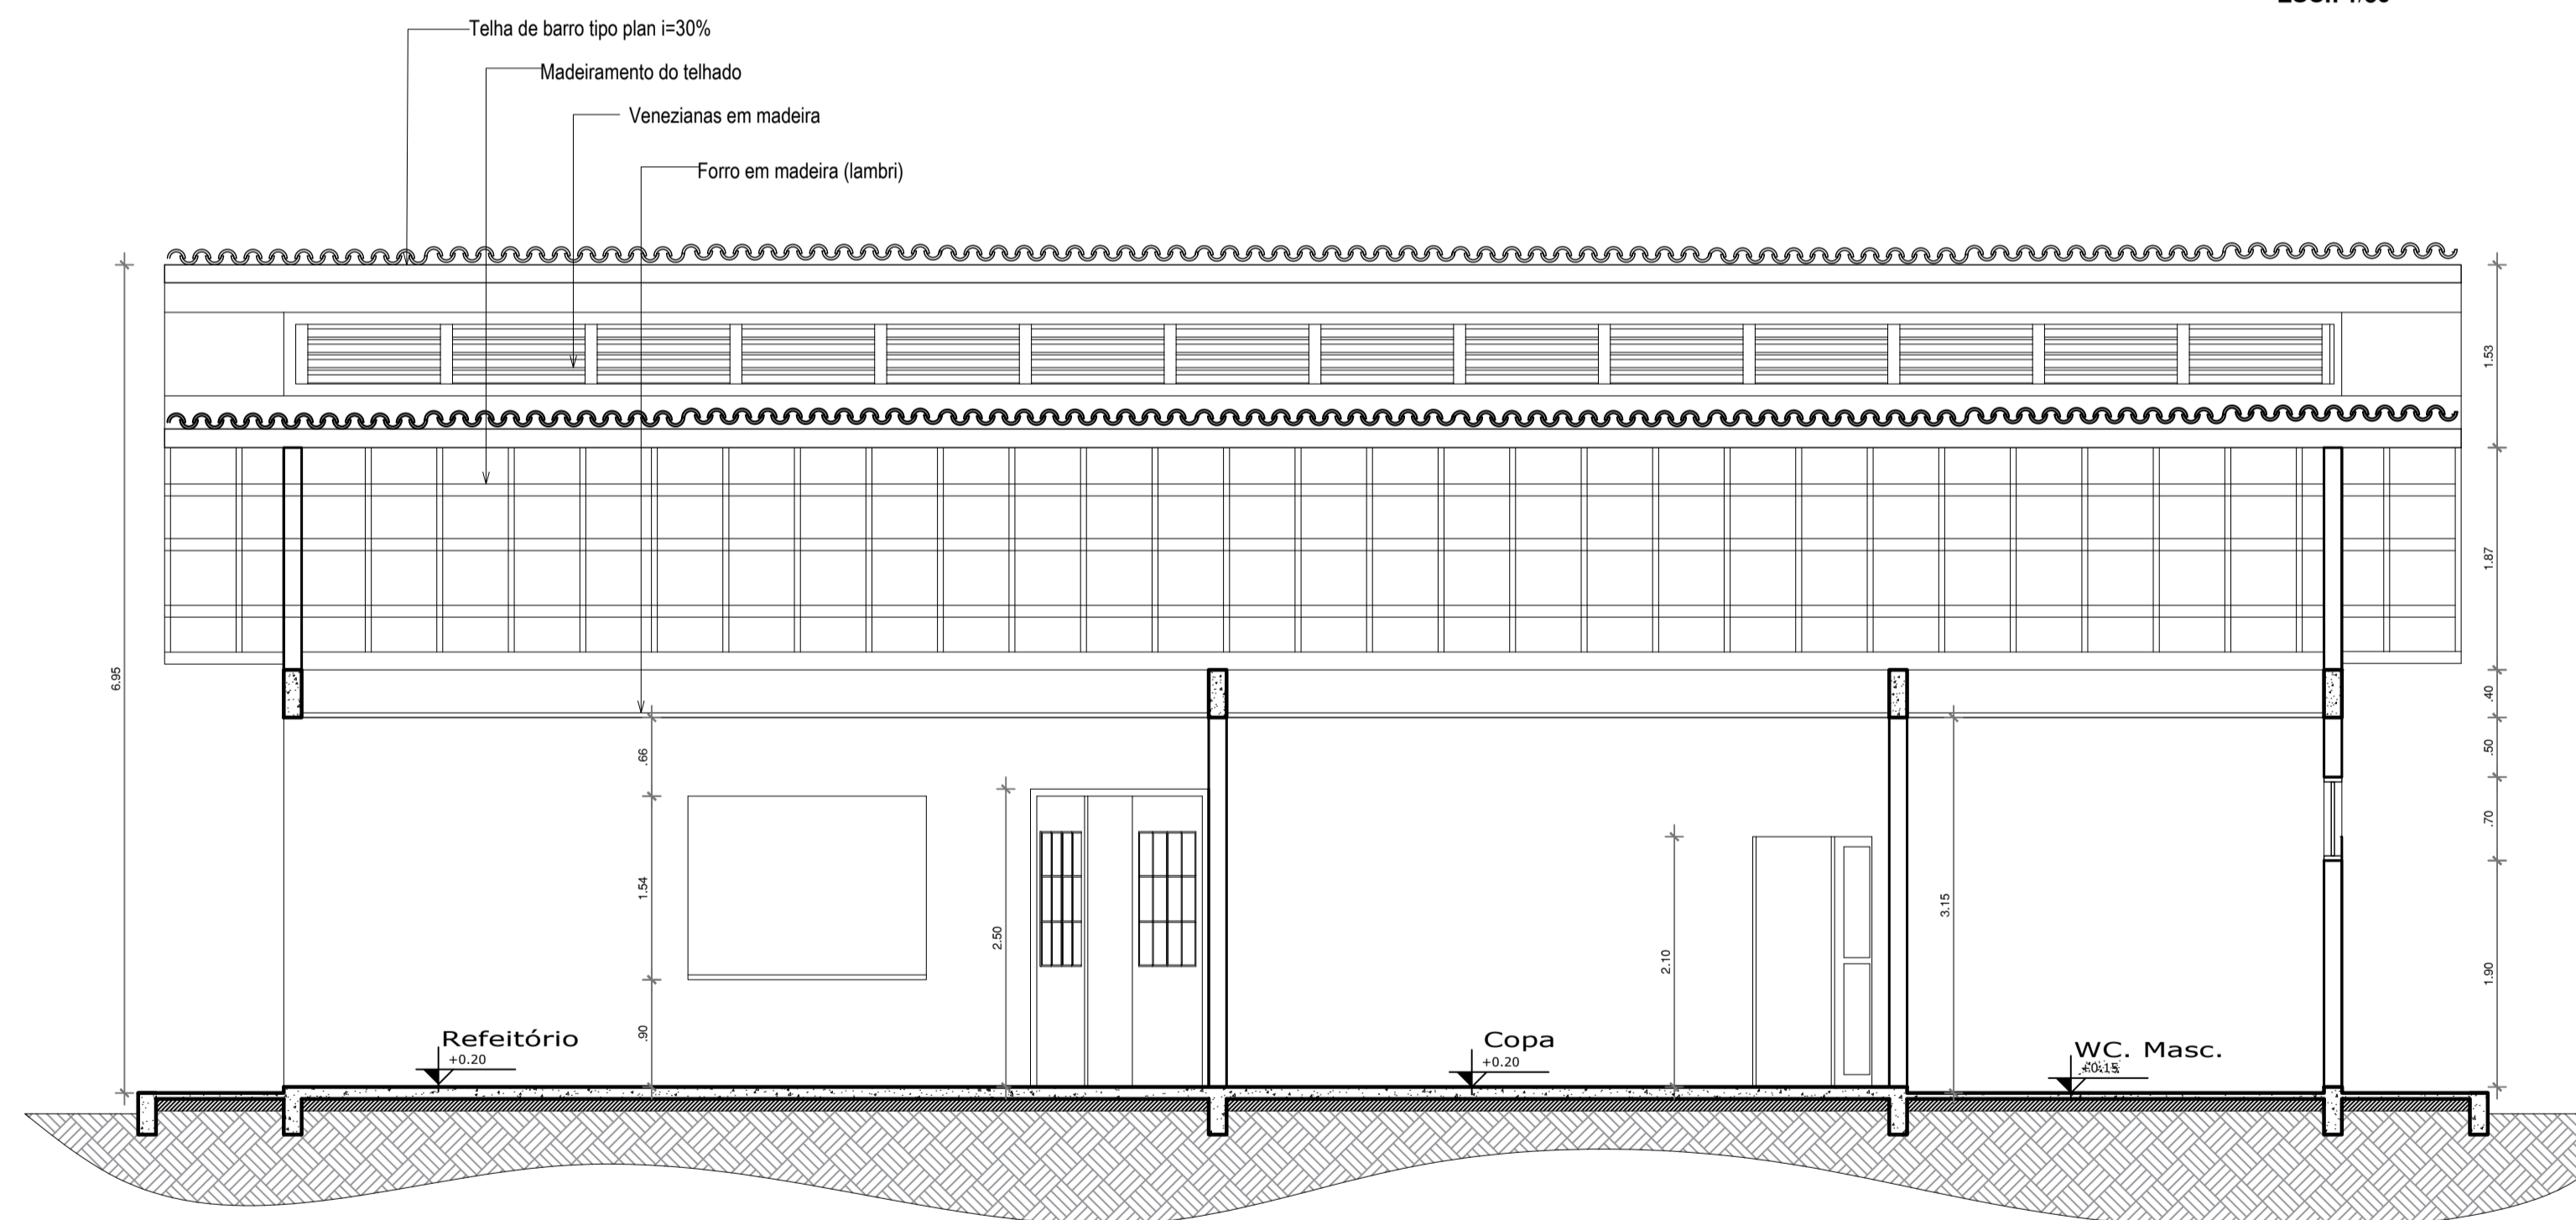 Telha de barro tipo plan i=30%
Madeiramento do telhado
Venezianas em madeira
Forro em madeira (lambri)
1.53
1.87
6.95
.40
.66
.50
.70
1.54
2.50
2.10
3.15
1.90
.90
Refeitório
+0.20
Copa
+0.20
WC. Masc.
+0.15